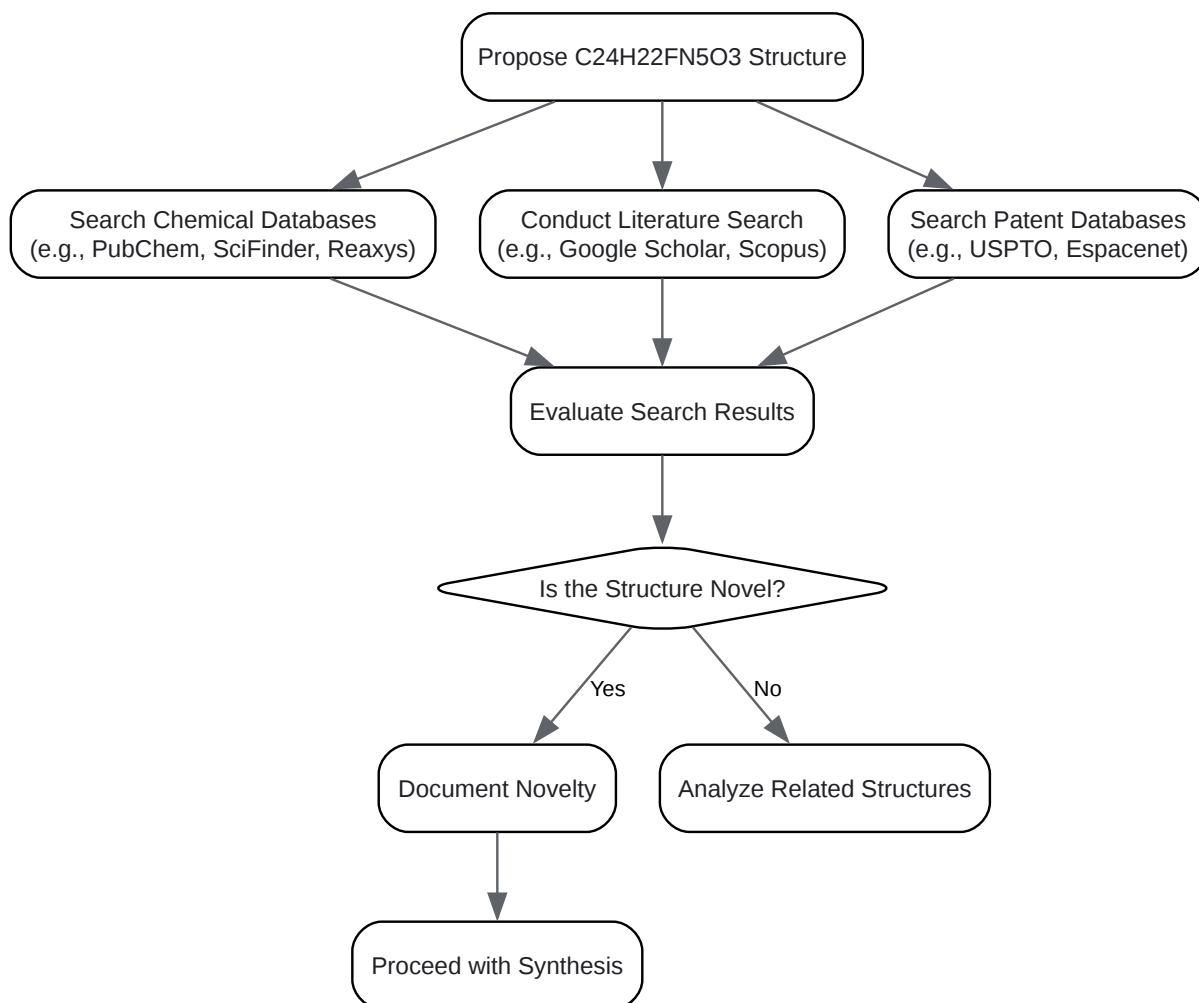 Propose C24H22FN5O3 Structure
Search Chemical Databases
(e.g., PubChem, SciFinder, Reaxys)
Conduct Literature Search
(e.g., Google Scholar, Scopus)
Search Patent Databases
(e.g., USPTO, Espacenet)
Evaluate Search Results
Is the Structure Novel?
Yes
No
Document Novelty
Analyze Related Structures
Proceed with Synthesis